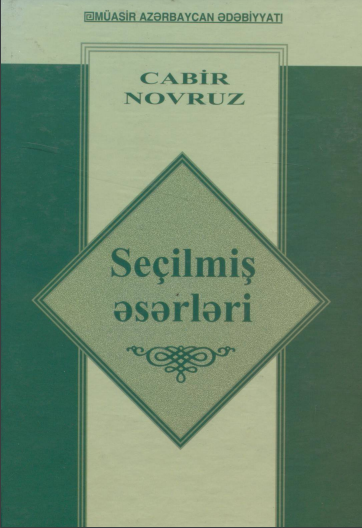 MÜASİR AZƏRBAYCAN ƏDƏBİYYATI
CABİR
NOVRUZ
Seçilmiş
əsərləri